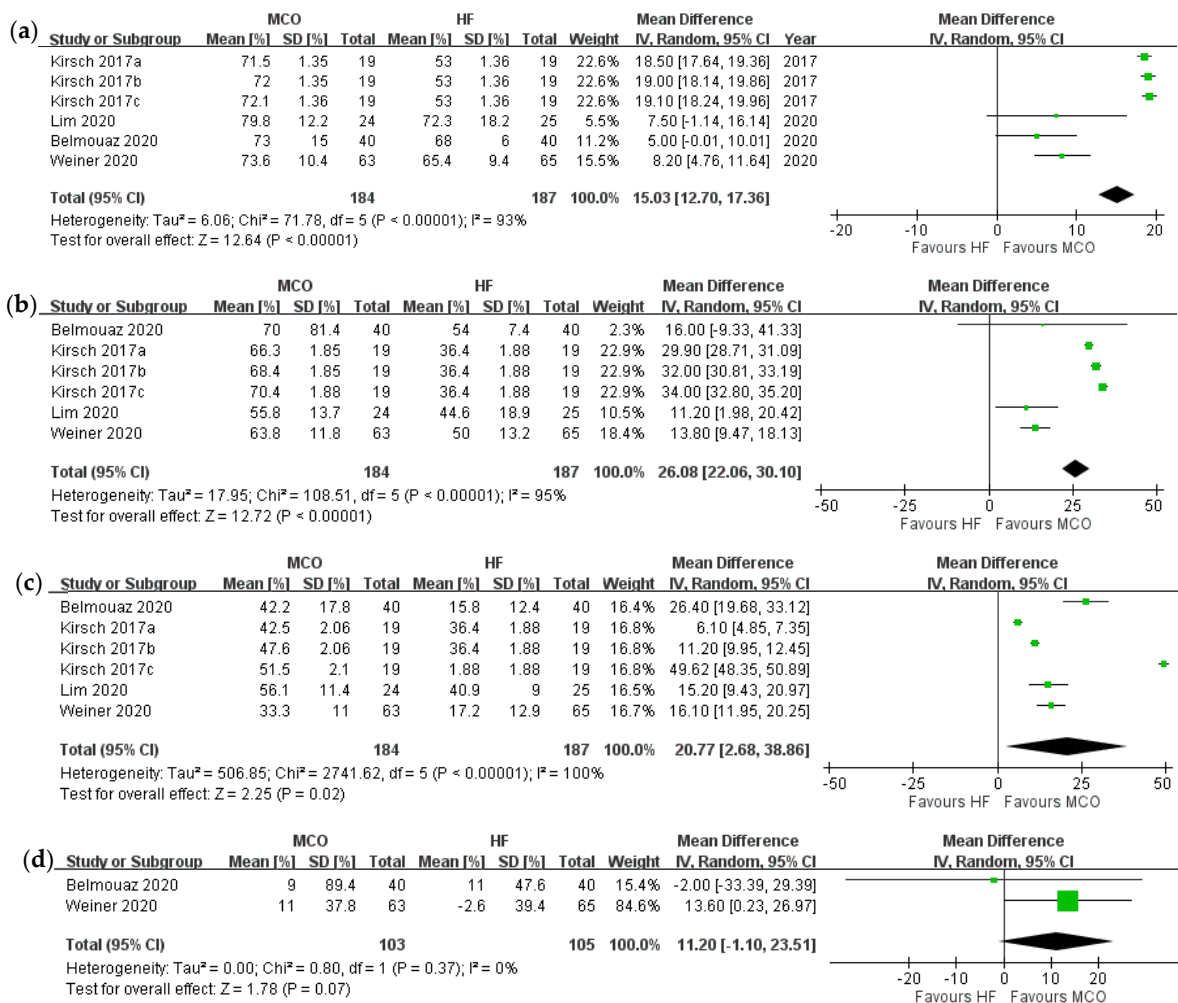 MCO HF Mean Difference Mean Difference
(a) Study or Subgroup Mean [%] SD [%] Total Mean [%] SD [%] Total Weight IV, Random, 95% CI Year IV, Random, 95% CI
Kirsch 2017a 71.5 1.35 19 53 1.36 19 22.6% 18.50 [17.64, 19.36] 2017
Kirsch 2017b 72 1.35 19 53 1.36 19 22.6% 19.00 [18.14, 19.86] 2017
Kirsch 2017c 72.1 1.36 19 53 1.36 19 22.6% 19.10 [18.24, 19.96] 2017
Lim 2020 79.8 12.2 24 72.3 18.2 25 5.5% 7.50 [-1.14, 16.14] 2020
Belmouaz 2020 73 15 40 68 6 40 11.2% 5.00 [-0.01, 10.01] 2020
Weiner 2020 73.6 10.4 63 65.4 9.4 65 15.5% 8.20 [4.76, 11.64] 2020
Total (95% CI) 184 187 100.0% 15.03 [12.70, 17.36]
Heterogeneity: Tau² = 6.06; Chi² = 71.78, df = 5 (P < 0.00001); I² = 93%
Test for overall effect: Z = 12.64 (P < 0.00001)
-20 -10 0 10 20
Favours HF Favours MCO
MCO HF Mean Difference Mean Difference
(b) Study or Subgroup Mean [%] SD [%] Total Mean [%] SD [%] Total Weight IV, Random, 95% CI IV, Random, 95% CI
Belmouaz 2020 70 81.4 40 54 7.4 40 2.3% 16.00 [-9.33, 41.33]
Kirsch 2017a 66.3 1.85 19 36.4 1.88 19 22.9% 29.90 [28.71, 31.09]
Kirsch 2017b 68.4 1.85 19 36.4 1.88 19 22.9% 32.00 [30.81, 33.19]
Kirsch 2017c 70.4 1.88 19 36.4 1.88 19 22.9% 34.00 [32.80, 35.20]
Lim 2020 55.8 13.7 24 44.6 18.9 25 10.5% 11.20 [1.98, 20.42]
Weiner 2020 63.8 11.8 63 50 13.2 65 18.4% 13.80 [9.47, 18.13]
Total (95% CI) 184 187 100.0% 26.08 [22.06, 30.10]
Heterogeneity: Tau² = 17.95; Chi² = 108.51, df = 5 (P < 0.00001); I² = 95%
Test for overall effect: Z = 12.72 (P < 0.00001)
-50 -25 0 25 50
Favours HF Favours MCO
MCO HF Mean Difference Mean Difference
(c) Study or Subgroup Mean [%] SD [%] Total Mean [%] SD [%] Total Weight IV, Random, 95% CI IV, Random, 95% CI
Belmouaz 2020 42.2 17.8 40 15.8 12.4 40 16.4% 26.40 [19.68, 33.12]
Kirsch 2017a 42.5 2.06 19 36.4 1.88 19 16.8% 6.10 [4.85, 7.35]
Kirsch 2017b 47.6 2.06 19 36.4 1.88 19 16.8% 11.20 [9.95, 12.45]
Kirsch 2017c 51.5 2.1 19 1.88 1.88 19 16.8% 49.62 [48.35, 50.89]
Lim 2020 56.1 11.4 24 40.9 9 25 16.5% 15.20 [9.43, 20.97]
Weiner 2020 33.3 11 63 17.2 12.9 65 16.7% 16.10 [11.95, 20.25]
Total (95% CI) 184 187 100.0% 20.77 [2.68, 38.86]
Heterogeneity: Tau² = 506.85; Chi² = 2741.62, df = 5 (P < 0.00001); I² = 100%
Test for overall effect: Z = 2.25 (P = 0.02)
-50 -25 0 25 50
Favours HF Favours MCO
MCO HF Mean Difference Mean Difference
(d) Study or Subgroup Mean [%] SD [%] Total Mean [%] SD [%] Total Weight IV, Random, 95% CI IV, Random, 95% CI
Belmouaz 2020 9 89.4 40 11 47.6 40 15.4% -2.00 [-33.39, 29.39]
Weiner 2020 11 37.8 63 -2.6 39.4 65 84.6% 13.60 [0.23, 26.97]
Total (95% CI) 103 105 100.0% 11.20 [-1.10, 23.51]
Heterogeneity: Tau² = 0.00; Chi² = 0.80, df = 1 (P = 0.37); I² = 0%
Test for overall effect: Z = 1.78 (P = 0.07)
-20 -10 0 10 20
Favours HF Favours MCO